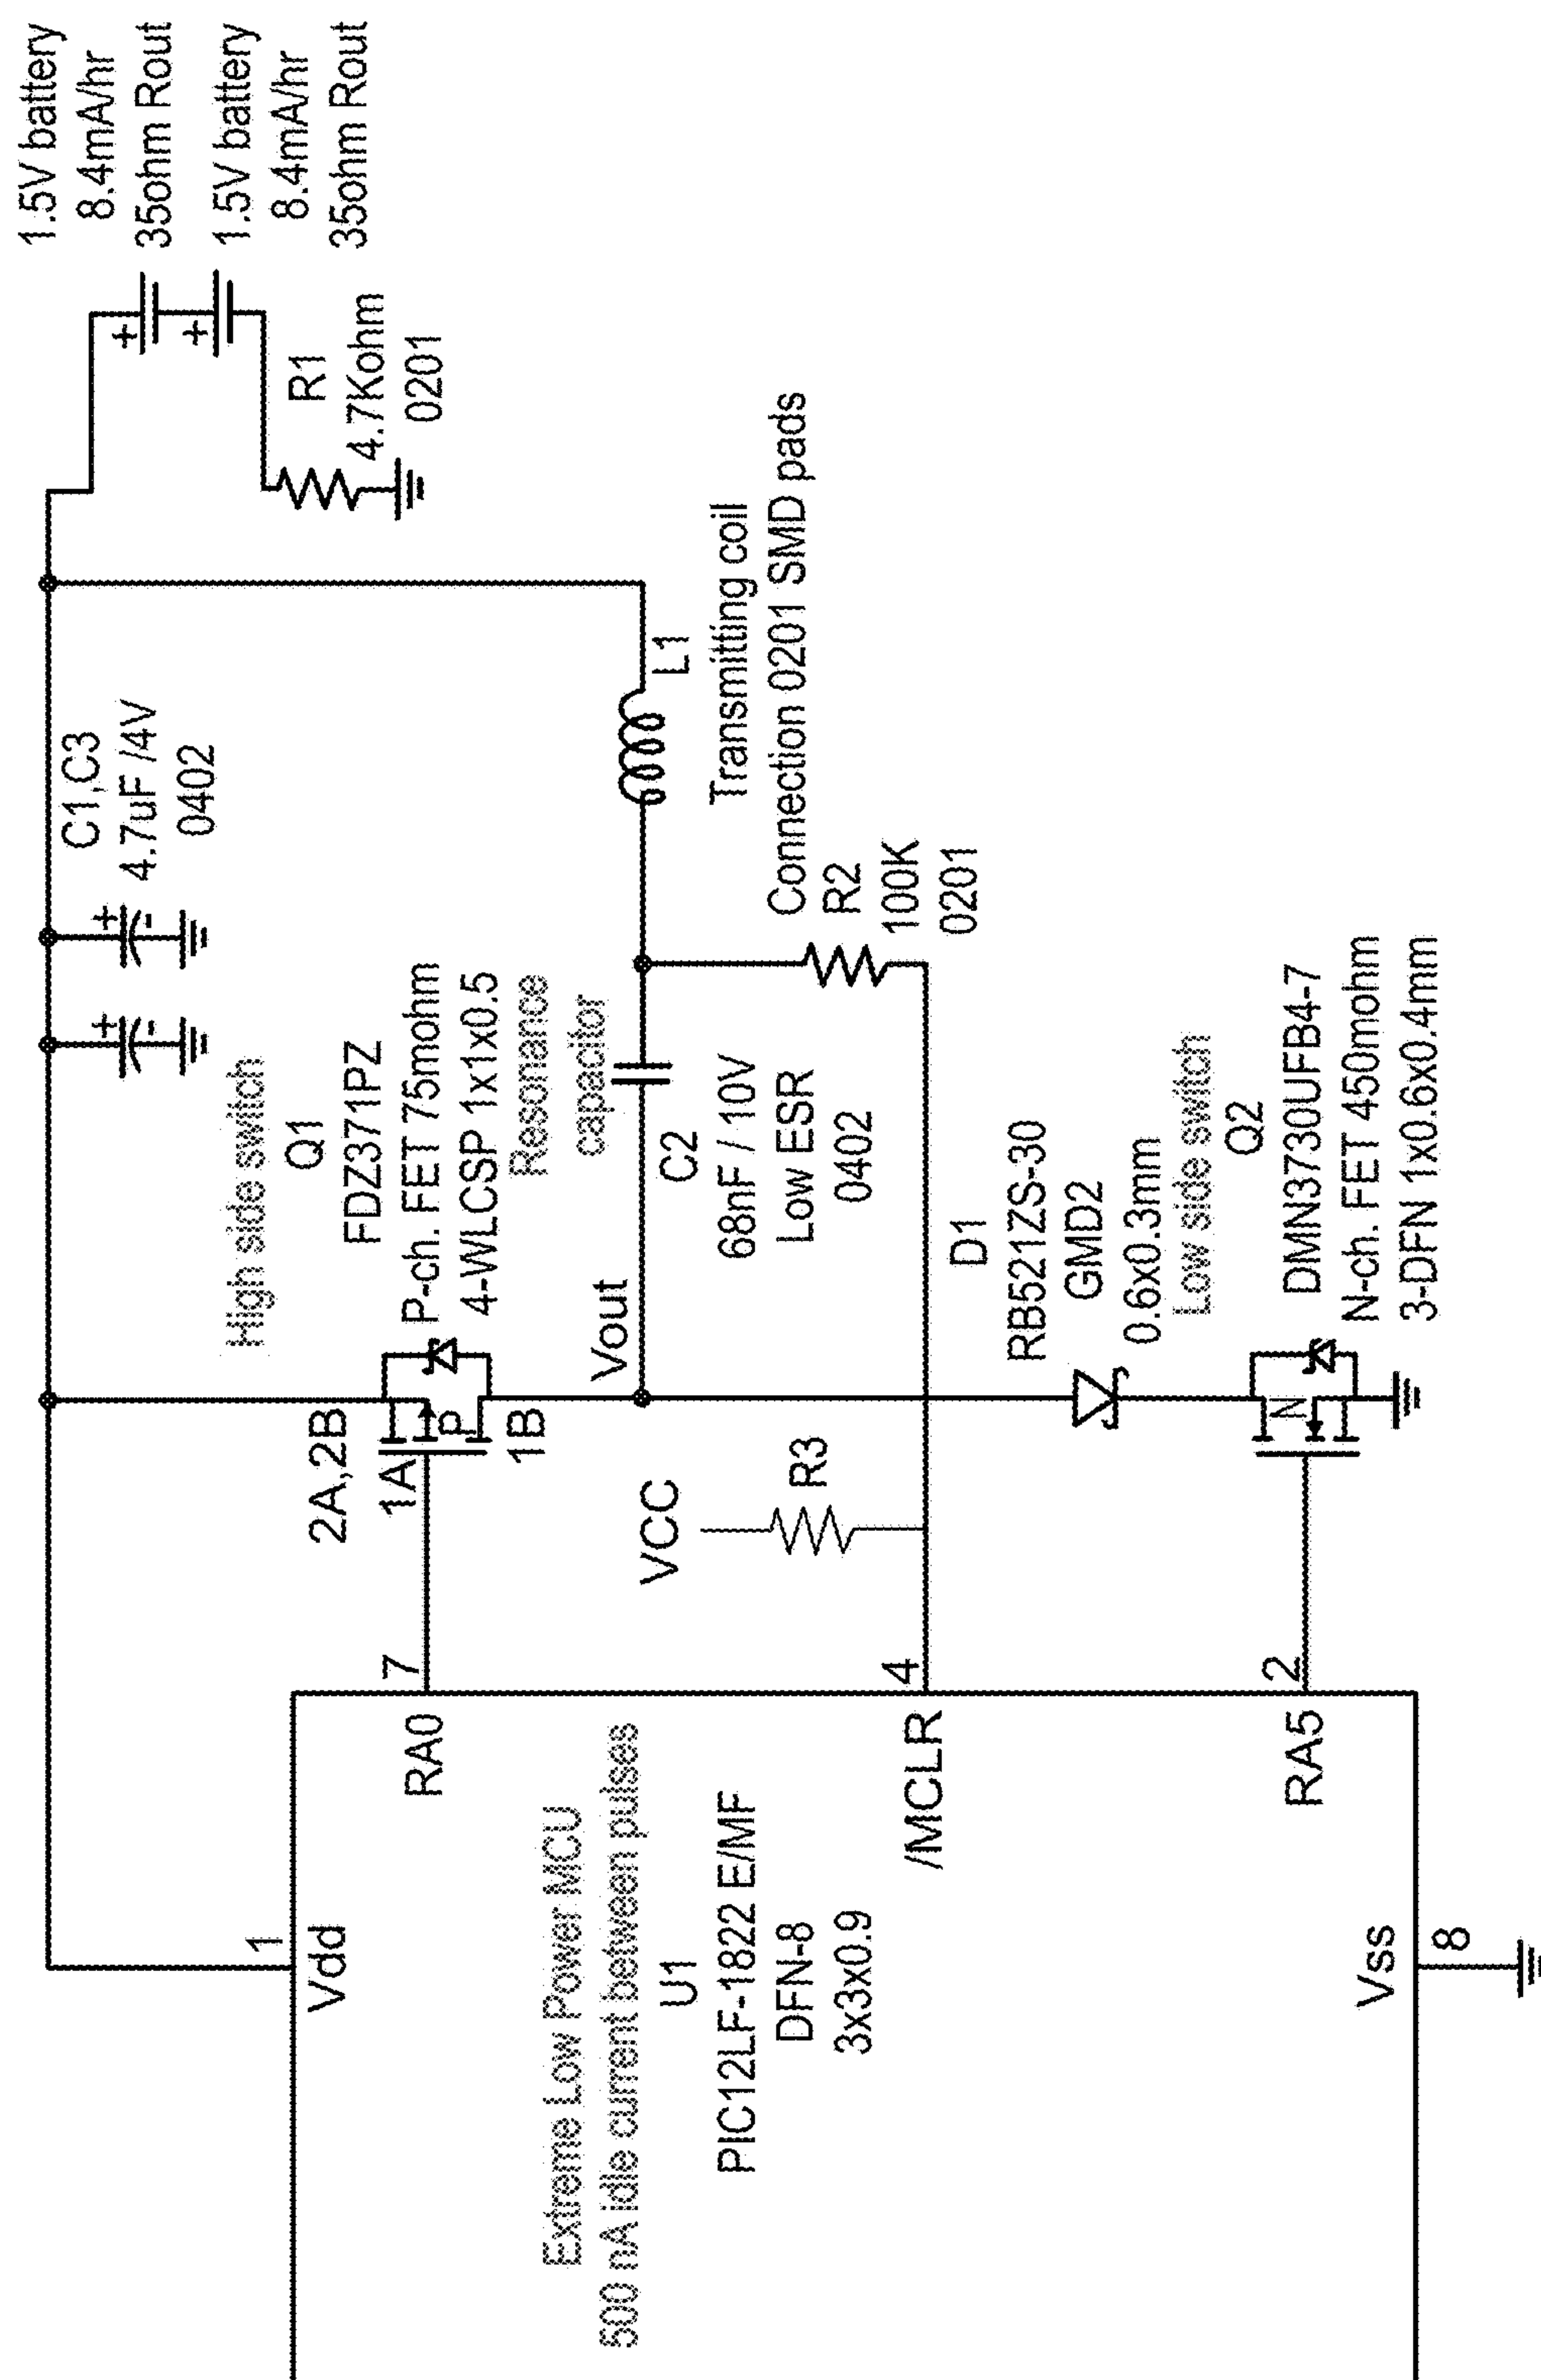 1.5V battery
8.4mA/hr
35ohm Rout
1.5V battery
8.4mA/hr
35ohm Rout
R1
4.7Kohm
0201
C1,C3
4.7uF /4V
0402
L1
Transmitting coil
Connection 0201 SMD pads
R2
100K
0201
High side switch
Q1
FDZ371PZ
P-ch. FET 75mohm
4-WLCSP 1x1x0.5
Resonance
capacitor
C2
68nF / 10V
Low ESR
0402
Vout
2A,2B
1A
P
1B
D1
RB521ZS-30
GMD2
0.6x0.3mm
Low side switch
Q2
DMN3730UFB4-7
N-ch. FET 450mohm
3-DFN 1x0.6x0.4mm
N
VCC
R3
1
Vdd
7
RA0
4
/MCLR
2
RA5
Vss
8
Extreme Low Power MCU
500 nA idle current between pulses
U1
PIC12LF-1822 E/MF
DFN-8
3x3x0.9